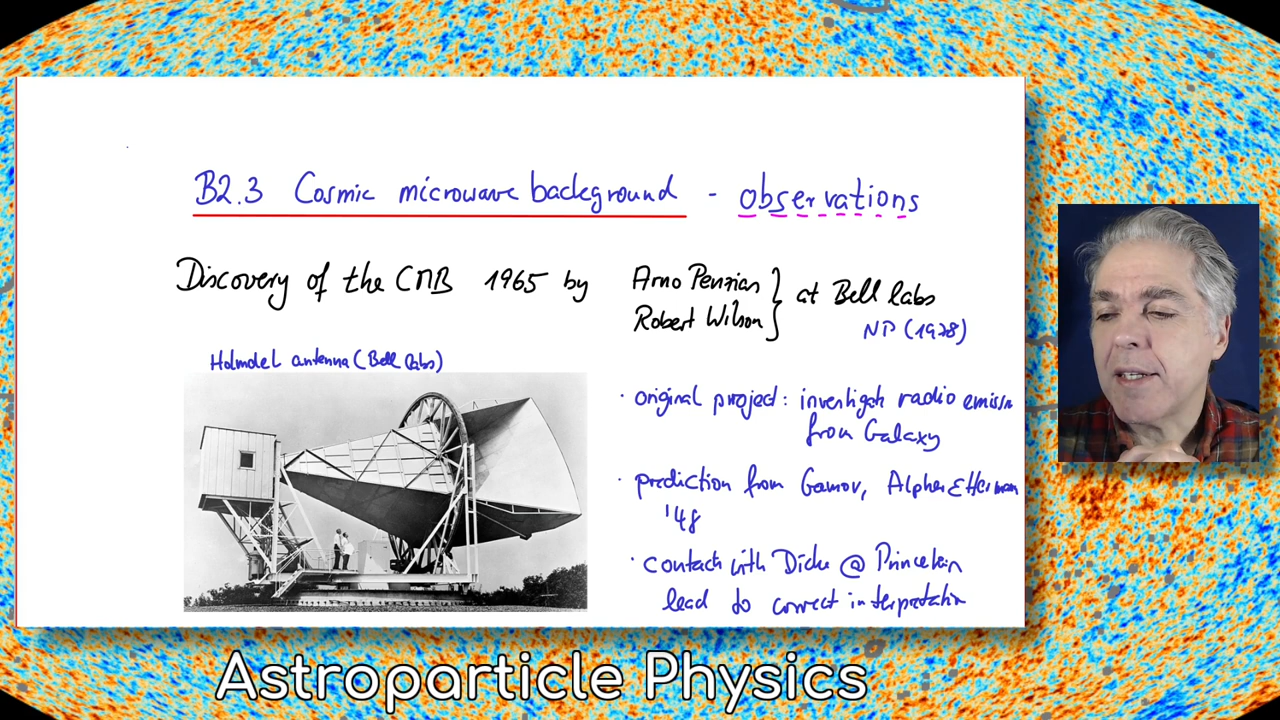 B2.3 Cosmic microwave background - observations
Discovery of the CMB 1965 by
Arno Penzias
Robert Wilson
at Bell labs
NP (1978)
Holmdel antenna (Bell labs)
· original project: investigate radio emission
from Galaxy
· prediction from Gamov, Alpher & Herman
'48
· contact with Dicke @ Princeton
lead to correct interpretation
Astroparticle Physics